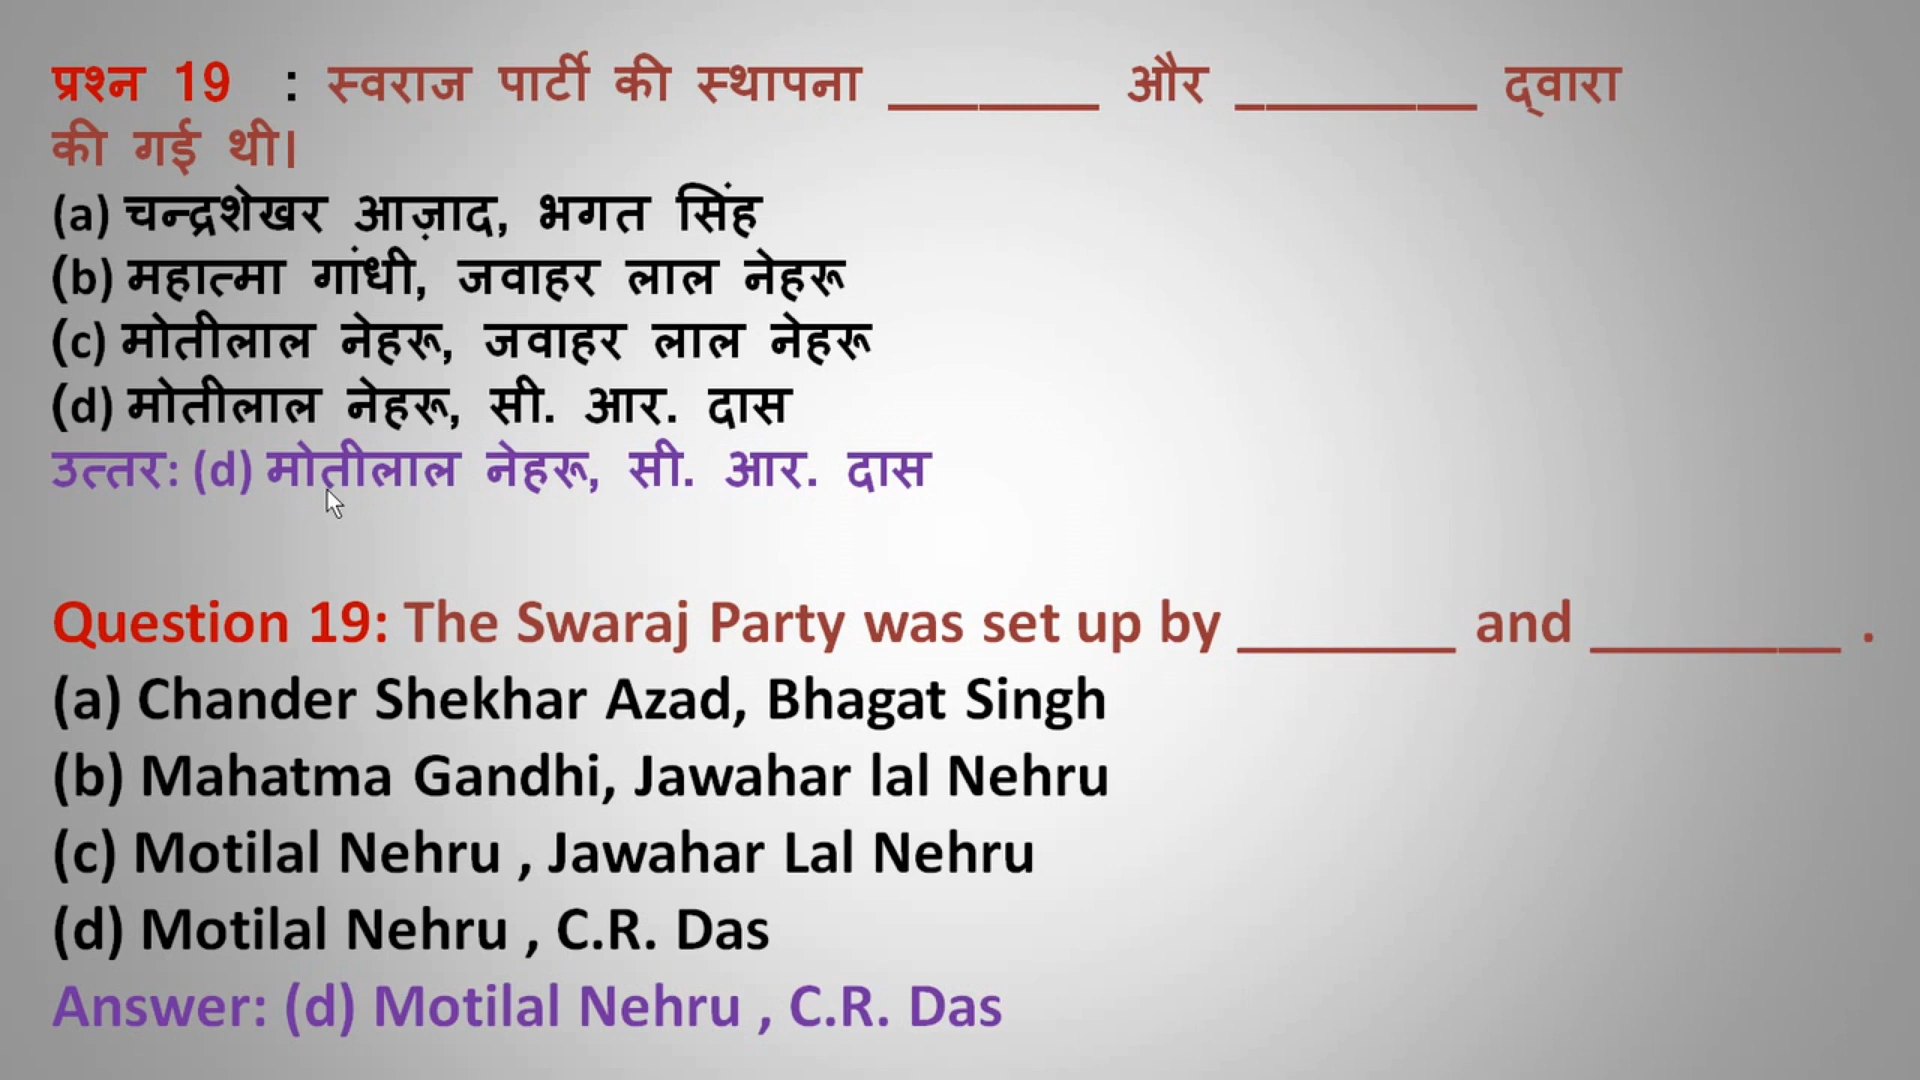 प्रश्न 19 : स्वराज पार्टी की स्थापना _______ और ________ द्वारा
की गई थी।
(a) चन्द्रशेखर आज़ाद, भगत सिंह
(b) महात्मा गांधी, जवाहर लाल नेहरू
(c) मोतीलाल नेहरू, जवाहर लाल नेहरू
(d) मोतीलाल नेहरू, सी. आर. दास
उत्तर: (d) मोतीलाल नेहरू, सी. आर. दास
Question 19: The Swaraj Party was set up by _______ and ________ .
(a) Chander Shekhar Azad, Bhagat Singh
(b) Mahatma Gandhi, Jawahar lal Nehru
(c) Motilal Nehru , Jawahar Lal Nehru
(d) Motilal Nehru , C.R. Das
Answer: (d) Motilal Nehru , C.R. Das